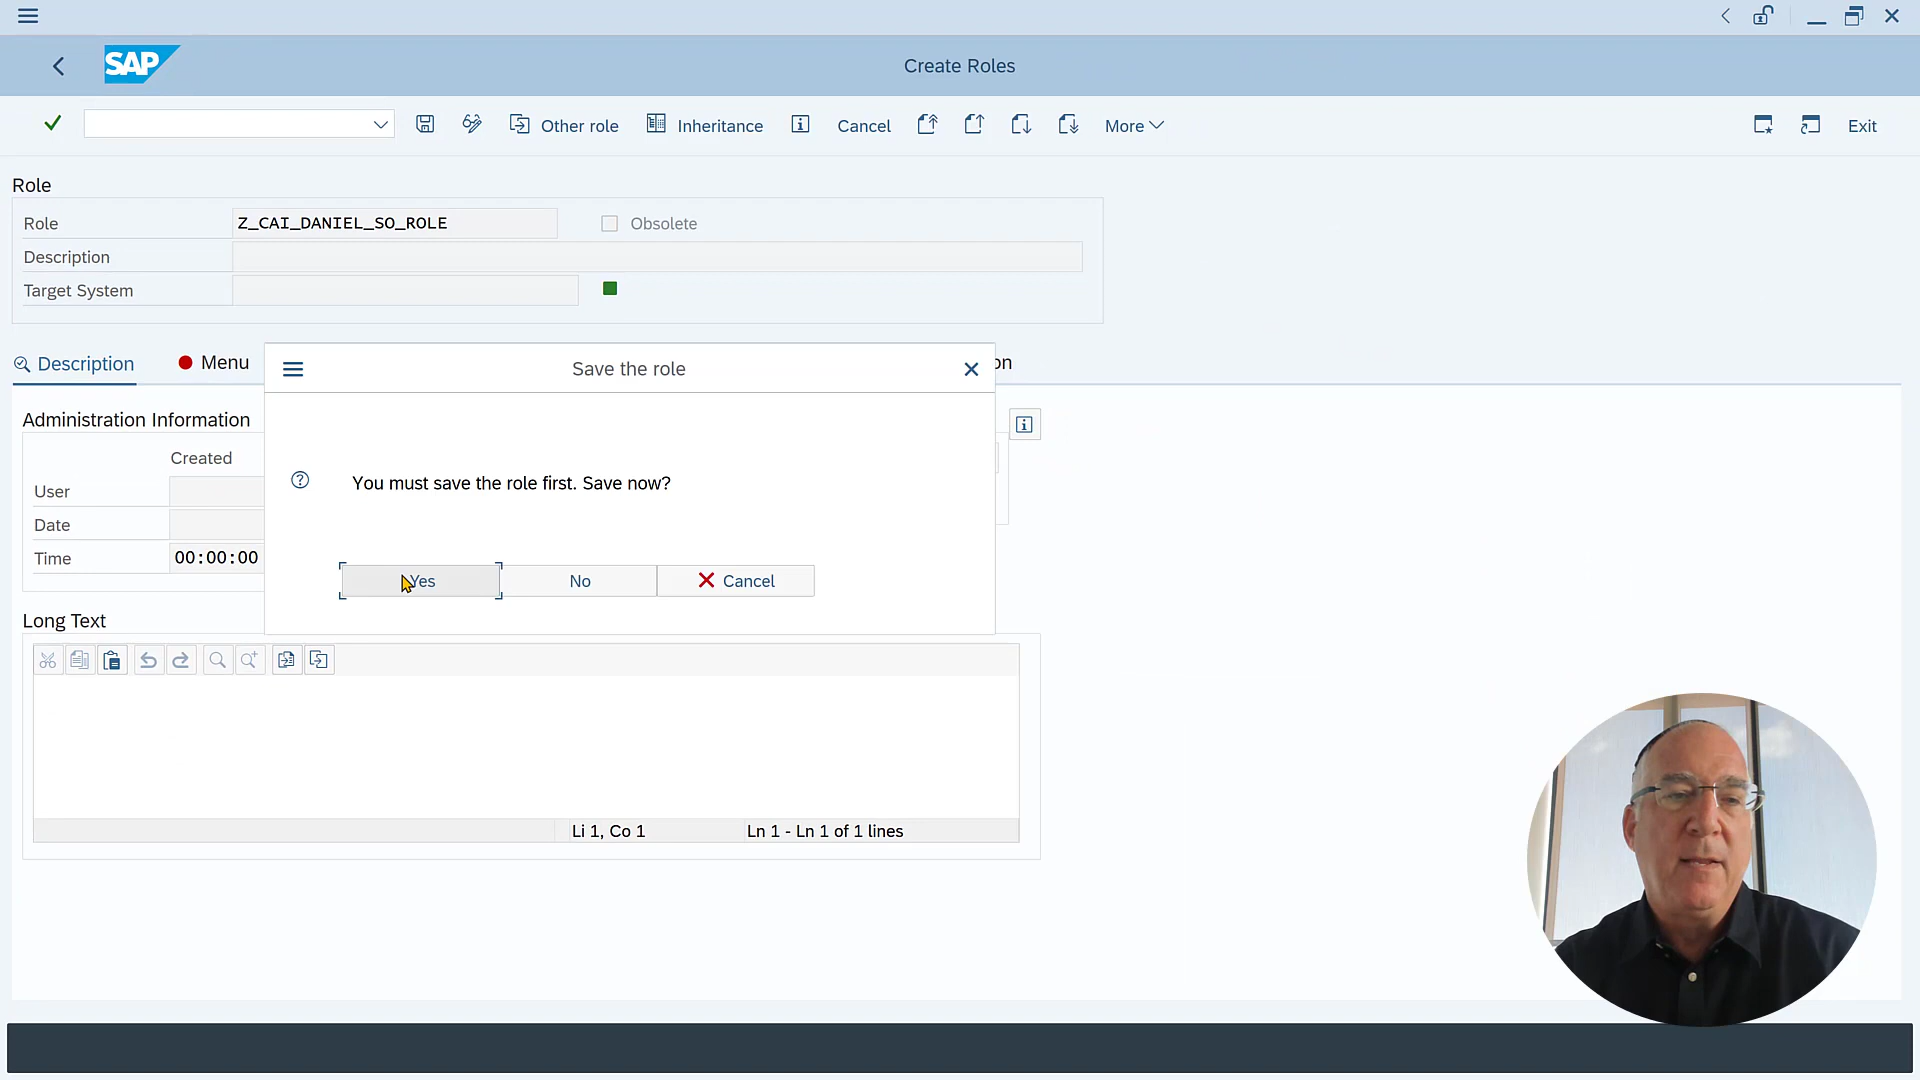 SAP
Create Roles
Other role
Inheritance
Cancel
More
Exit
Role
Role
Z_CAI_DANIEL_SO_ROLE
Obsolete
Description
Target System
Description
Menu
on
Save the role
Administration Information
Created
User
Date
Time
00:00:00
You must save the role first. Save now?
Yes
No
Cancel
Long Text
Li 1, Co 1
Ln 1 - Ln 1 of 1 lines